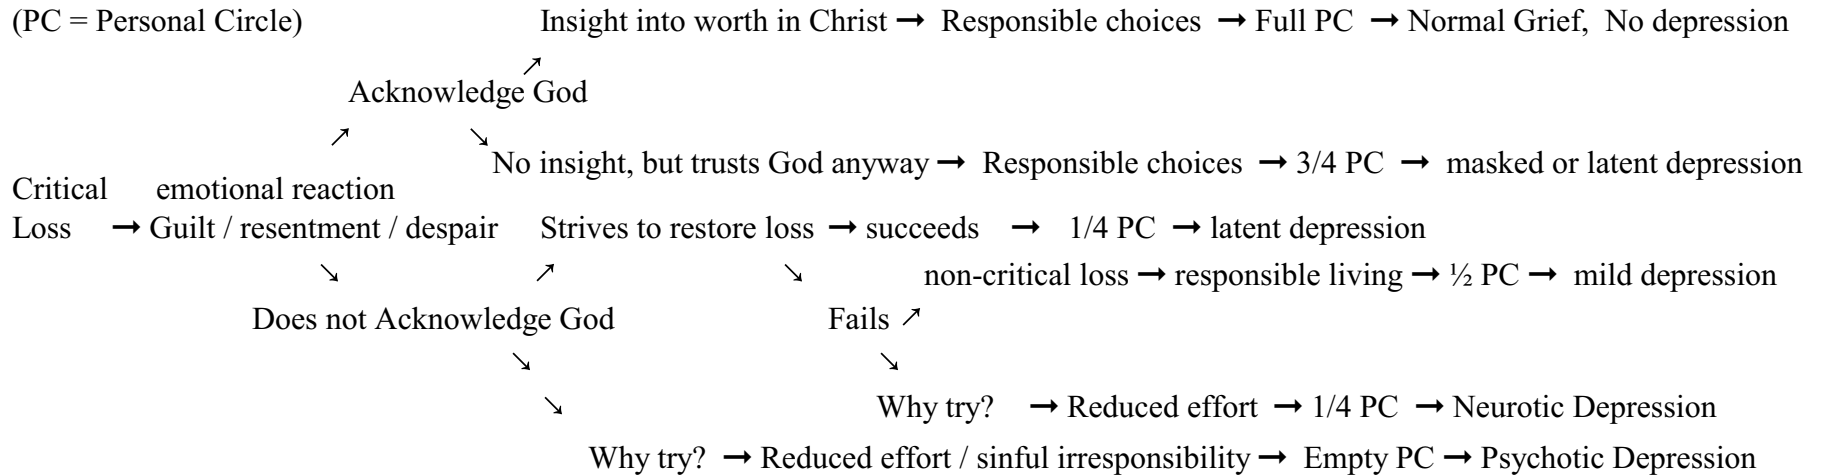 (PC = Personal Circle) Insight into worth in Christ → Responsible choices → Full PC → Normal Grief, No depression
↗
Acknowledge God
↗ ↘
No insight, but trusts God anyway → Responsible choices → 3/4 PC → masked or latent depression
Critical emotional reaction
Loss → Guilt / resentment / despair Strives to restore loss → succeeds → 1/4 PC → latent depression
↘ ↗ ↘ non-critical loss → responsible living → ½ PC → mild depression
Does not Acknowledge God Fails ↗
↘ ↘
↘ Why try? → Reduced effort → 1/4 PC → Neurotic Depression
Why try? → Reduced effort / sinful irresponsibility → Empty PC → Psychotic Depression